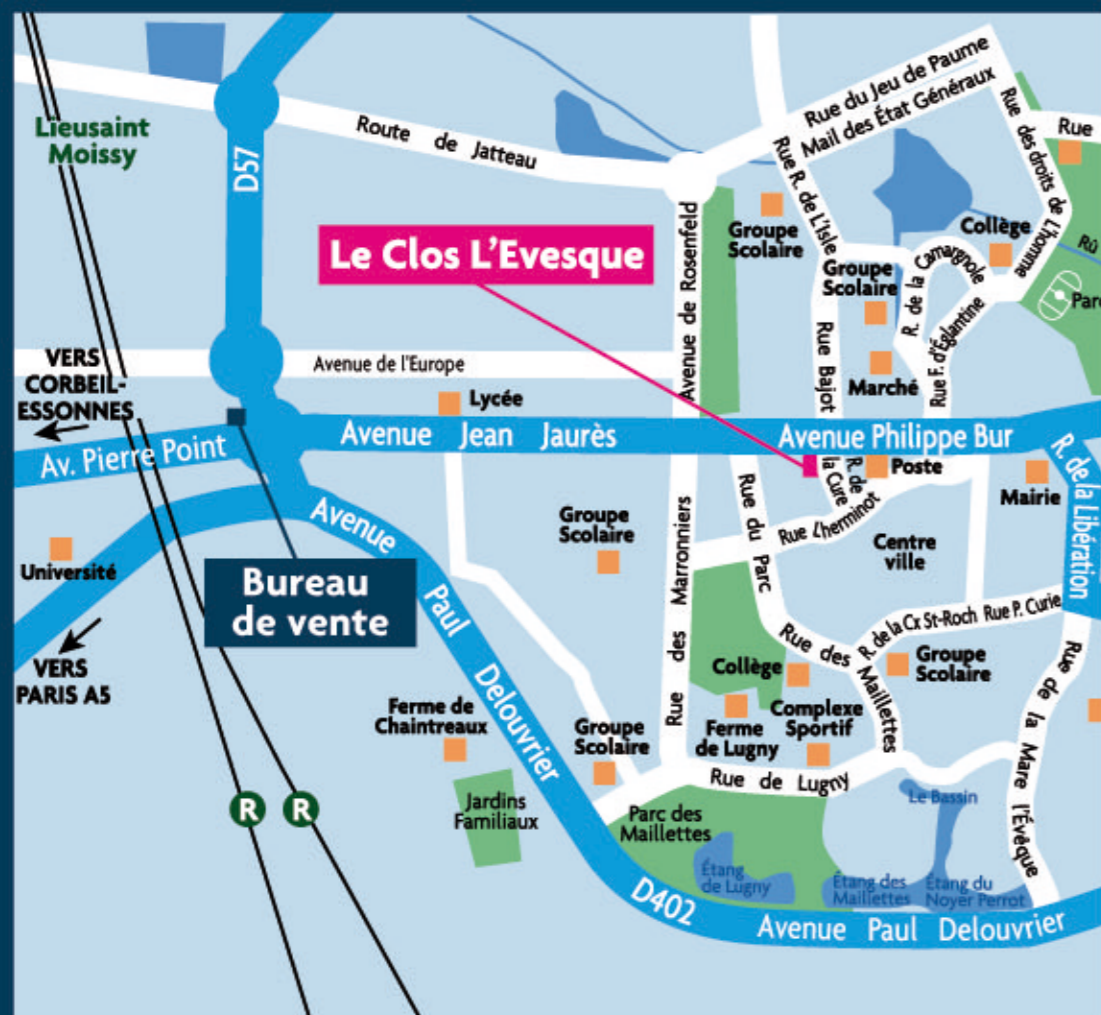 Lieusaint
Moissy
D57
Route de Jatteau
Rue du Jeu de Paume
Mail des État Généraux
Rue des droits de L'homme
Rue
Rue R. de L'isle
Groupe
Scolaire
Collège
Rû
Parc
Le Clos L'Evesque
Avenue de Rosenfeld
Groupe
Scolaire
R. de la Camagnole
Rue F. d'Églantine
Rue Bajot
Marché
VERS
CORBEIL-
ESSONNES
Avenue de l'Europe
Lycée
Av. Pierre Point
Avenue Jean Jaurès
Avenue Philippe Bur
R. de
la Cure
Poste
Mairie
R. de la Libération
Rue L'herminot
Rue du Parc
Centre
ville
Université
Avenue Paul Delouvrier
Groupe
Scolaire
Rue des Marronniers
Bureau
de vente
R. de la Cx St-Roch Rue P. Curie
VERS
PARIS A5
Collège
Rue des Maillettes
Groupe
Scolaire
Rue de la Mare l'Évêque
Ferme de
Chaintreaux
Groupe
Scolaire
Ferme
de Lugny
Complexe
Sportif
Rue de Lugny
Le Bassin
R
R
Jardins
Familiaux
Parc des
Maillettes
Étang
de Lugny
Étang des
Maillettes
Étang du
Noyer Perrot
D402
Avenue Paul Delouvrier